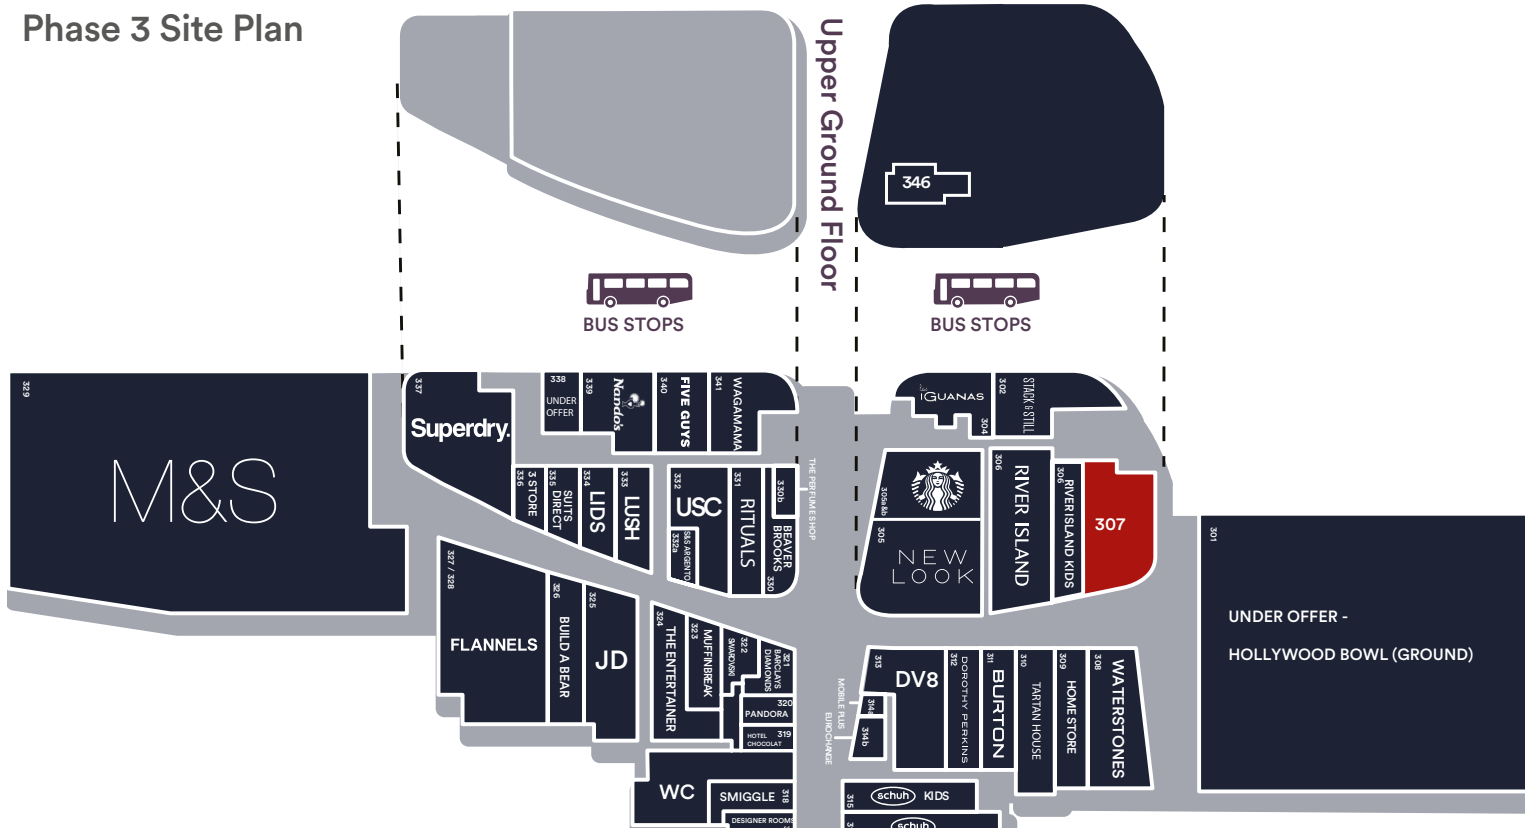 Phase 3 Site Plan
Upper Ground Floor
346
BUS STOPS
BUS STOPS
329
M&S
337
Superdry.
338
UNDER
OFFER
339
Nando's
340
FIVE GUYS
341
WAGAMAMA
las
IGUANAS
304
302
STACK & STILL
336
3 STORE
335
SUITS
DIRECT
334
LIDS
333
LUSH
332
USC
332a
S&S ARGENTO
331
RITUALS
330b
THE PERFUME SHOP
BEAVER
BROOKS
330
305a&b
305
NEW
LOOK
306
RIVER ISLAND
306
RIVER ISLAND KIDS
307
301
UNDER OFFER -
HOLLYWOOD BOWL (GROUND)
327 / 328
FLANNELS
326
BUILD A BEAR
325
JD
324
THE ENTERTAINER
323
MUFFINBREAK
322
SWAROVSKI
321
BARCLAYS
DIAMONDS
320
PANDORA
319
HOTEL
CHOCOLAT
WC
SMIGGLE
318
DESIGNER ROOMS
313
DV8
314a
314b
MOBILE PLUS
EUROCHANGE
312
DOROTHY PERKINS
311
BURTON
310
TARTAN HOUSE
309
HOME STORE
308
WATERSTONES
315
schuh KIDS
schuh